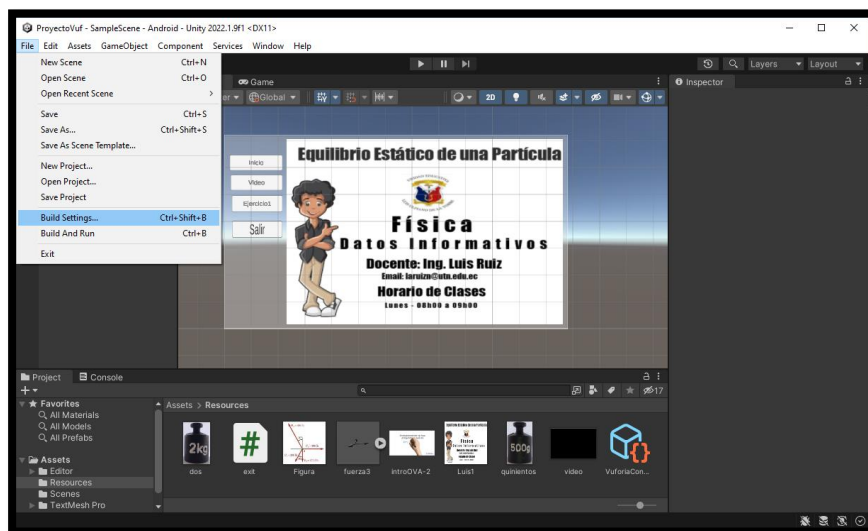 ProyectoVuf - SampleScene - Android - Unity 2022.1.9f1 <DX11>
File Edit Assets GameObject Component Services Window Help
New Scene Ctrl+N
Open Scene Ctrl+O
Open Recent Scene >
Save Ctrl+S
Save As... Ctrl+Shift+S
Save As Scene Template...
New Project...
Open Project...
Save Project
Build Settings... Ctrl+Shift+B
Build And Run Ctrl+B
Exit
Layers Layout
Game
Inspector
Global
2D
Inicio
Video
Ejercicio1
Salir
Equilibrio Estático de una Partícula
Física
Datos Informativos
Docente: Ing. Luis Ruiz
Email: laruizn@utn.edu.ec
Horario de Clases
Lunes - 08h00 a 09h00
Project Console
17
Favorites
All Materials
All Models
All Prefabs
Assets
Editor
Resources
Scenes
TextMesh Pro
Assets > Resources
2kg
#
500g
dos exit Figura fuerza3 introOVA-2 Luis1 quinientos video VuforiaCon...